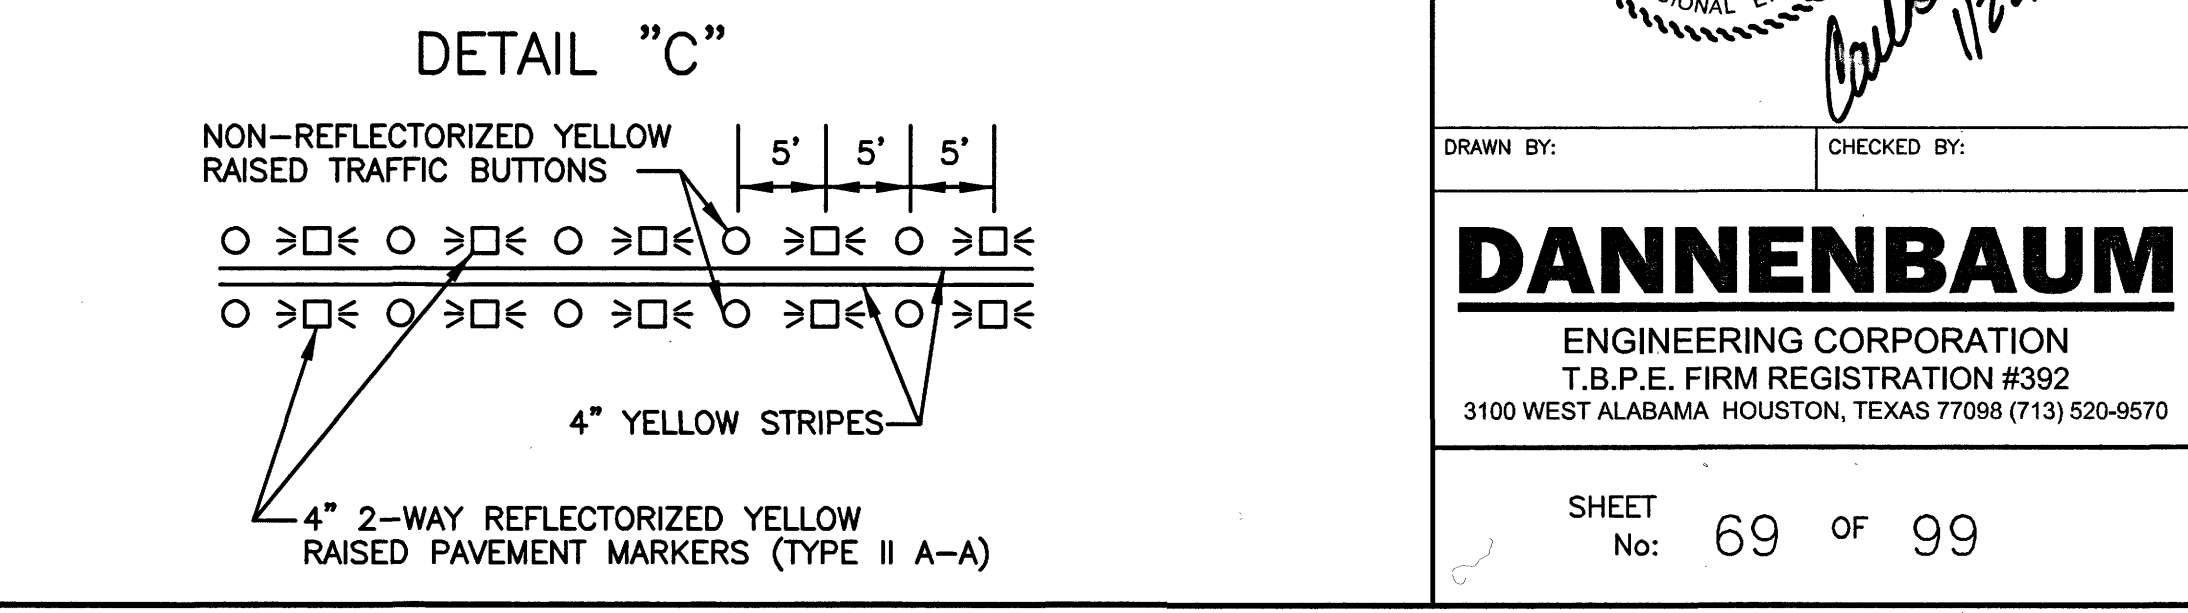 DETAIL "C"
NON-REFLECTORIZED YELLOW
RAISED TRAFFIC BUTTONS
5' 5' 5'
4" YELLOW STRIPES
4" 2-WAY REFLECTORIZED YELLOW
RAISED PAVEMENT MARKERS (TYPE II A-A)
DRAWN BY:
CHECKED BY:
DANNENBAUM
ENGINEERING CORPORATION
T.B.P.E. FIRM REGISTRATION #392
3100 WEST ALABAMA HOUSTON, TEXAS 77098 (713) 520-9570
SHEET
No: 69 OF 99